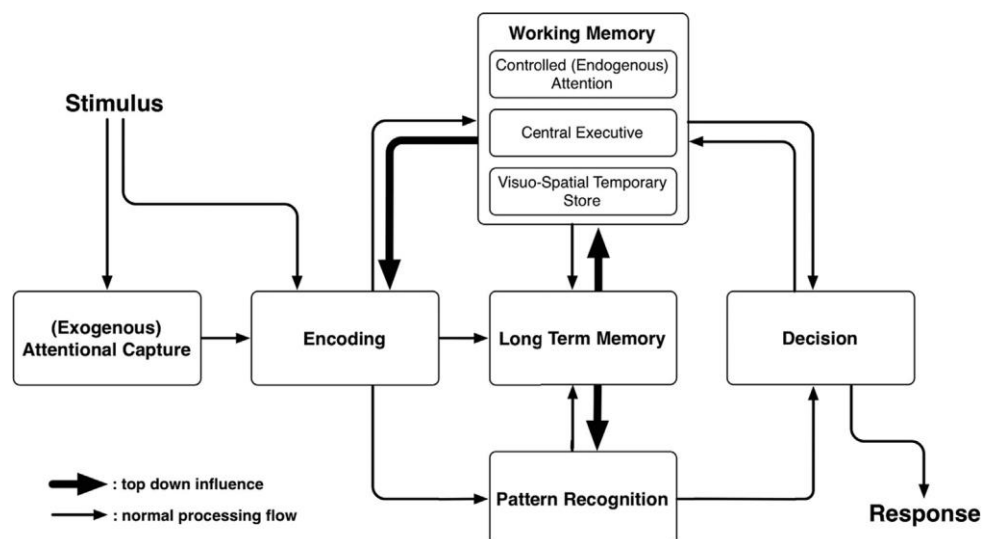 Working Memory
Controlled (Endogenous)
Attention
Central Executive
Visuo-Spatial Temporary
Store
Stimulus
(Exogenous)
Attentional Capture
Encoding
Long Term Memory
Decision
Pattern Recognition
: top down influence
: normal processing flow
Response